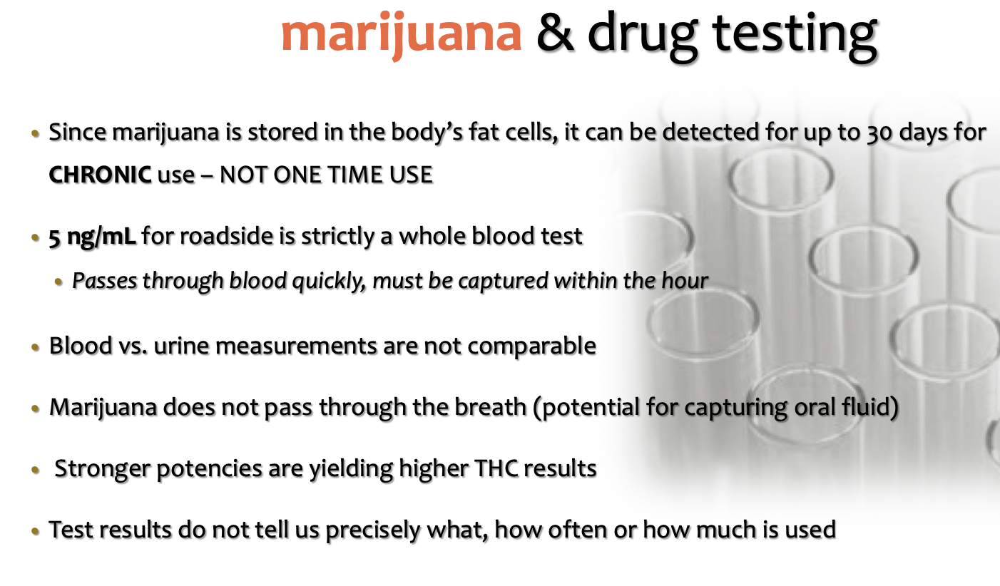 marijuana & drug testing
• Since marijuana is stored in the body’s fat cells, it can be detected for up to 30 days for
CHRONIC use – NOT ONE TIME USE
• 5 ng/mL for roadside is strictly a whole blood test
• Passes through blood quickly, must be captured within the hour
• Blood vs. urine measurements are not comparable
• Marijuana does not pass through the breath (potential for capturing oral fluid)
• Stronger potencies are yielding higher THC results
• Test results do not tell us precisely what, how often or how much is used